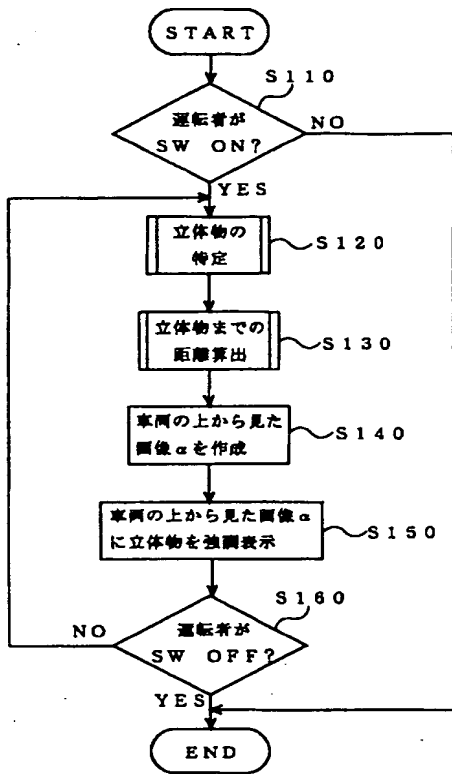 START
S110
運転者が
SW ON?
NO
YES
立体物の
特定
S120
立体物までの
距離算出
S130
車両の上から見た
画像αを作成
S140
車両の上から見た画像α
に立体物を強調表示
S150
S160
運転者が
SW OFF?
NO
YES
END